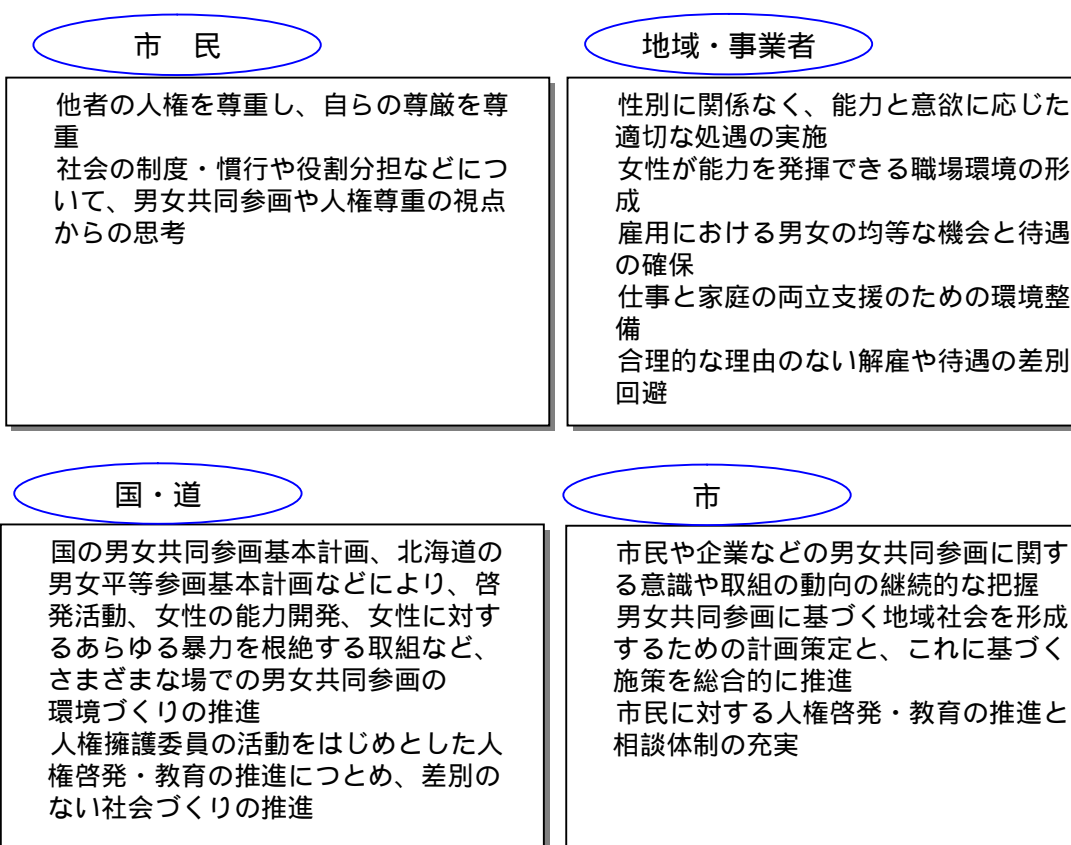 市　民
他者の人権を尊重し、自らの尊厳を尊
重
社会の制度・慣行や役割分担などにつ
いて、男女共同参画や人権尊重の視点
からの思考
地域・事業者
性別に関係なく、能力と意欲に応じた
適切な処遇の実施
女性が能力を発揮できる職場環境の形
成
雇用における男女の均等な機会と待遇
の確保
仕事と家庭の両立支援のための環境整
備
合理的な理由のない解雇や待遇の差別
回避
国・道
国の男女共同参画基本計画、北海道の
男女平等参画基本計画などにより、啓
発活動、女性の能力開発、女性に対す
るあらゆる暴力を根絶する取組など、
さまざまな場での男女共同参画の
環境づくりの推進
人権擁護委員の活動をはじめとした人
権啓発・教育の推進につとめ、差別の
ない社会づくりの推進
市
市民や企業などの男女共同参画に関す
る意識や取組の動向の継続的な把握
男女共同参画に基づく地域社会を形成
するための計画策定と、これに基づく
施策を総合的に推進
市民に対する人権啓発・教育の推進と
相談体制の充実